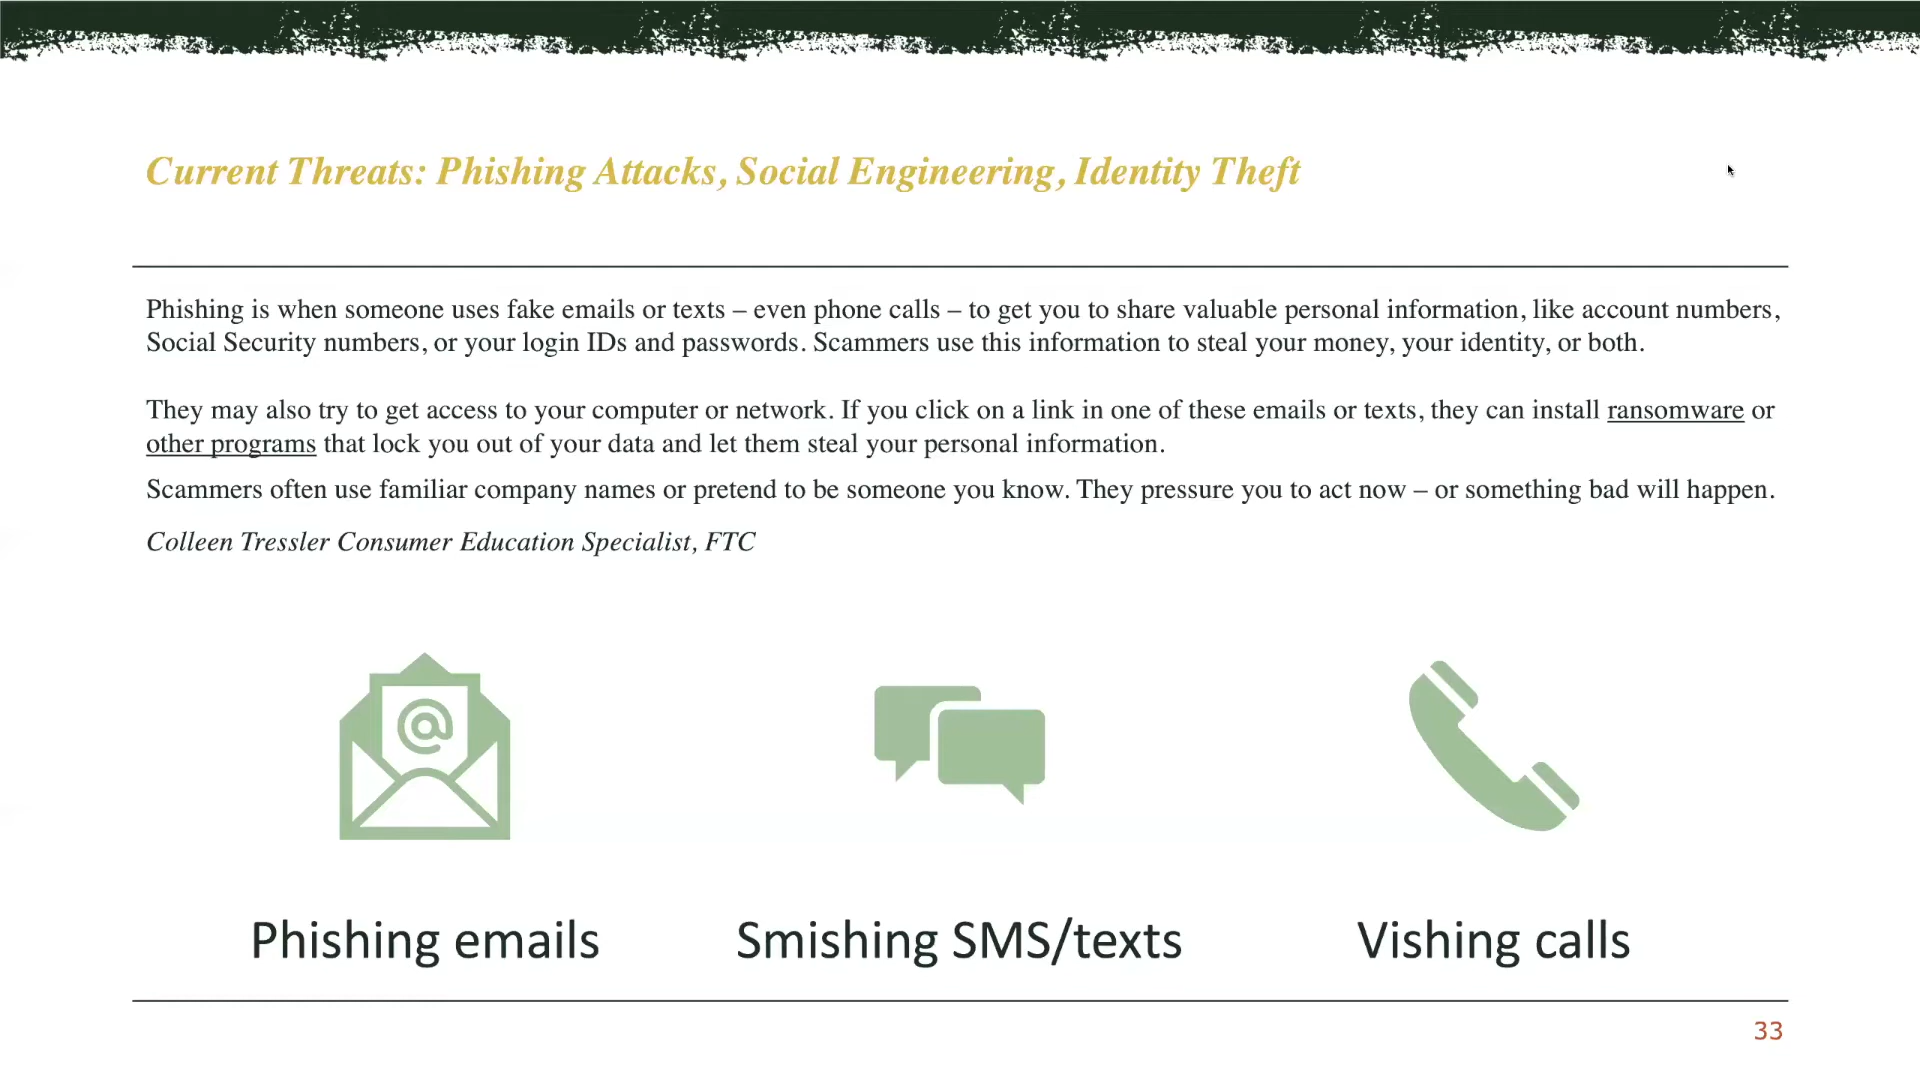 Current Threats: Phishing Attacks, Social Engineering, Identity Theft
Phishing is when someone uses fake emails or texts – even phone calls – to get you to share valuable personal information, like account numbers,
Social Security numbers, or your login IDs and passwords. Scammers use this information to steal your money, your identity, or both.
They may also try to get access to your computer or network. If you click on a link in one of these emails or texts, they can install ransomware or
other programs that lock you out of your data and let them steal your personal information.
Scammers often use familiar company names or pretend to be someone you know. They pressure you to act now – or something bad will happen.
Colleen Tressler Consumer Education Specialist, FTC
@
Phishing emails
Smishing SMS/texts
Vishing calls
33